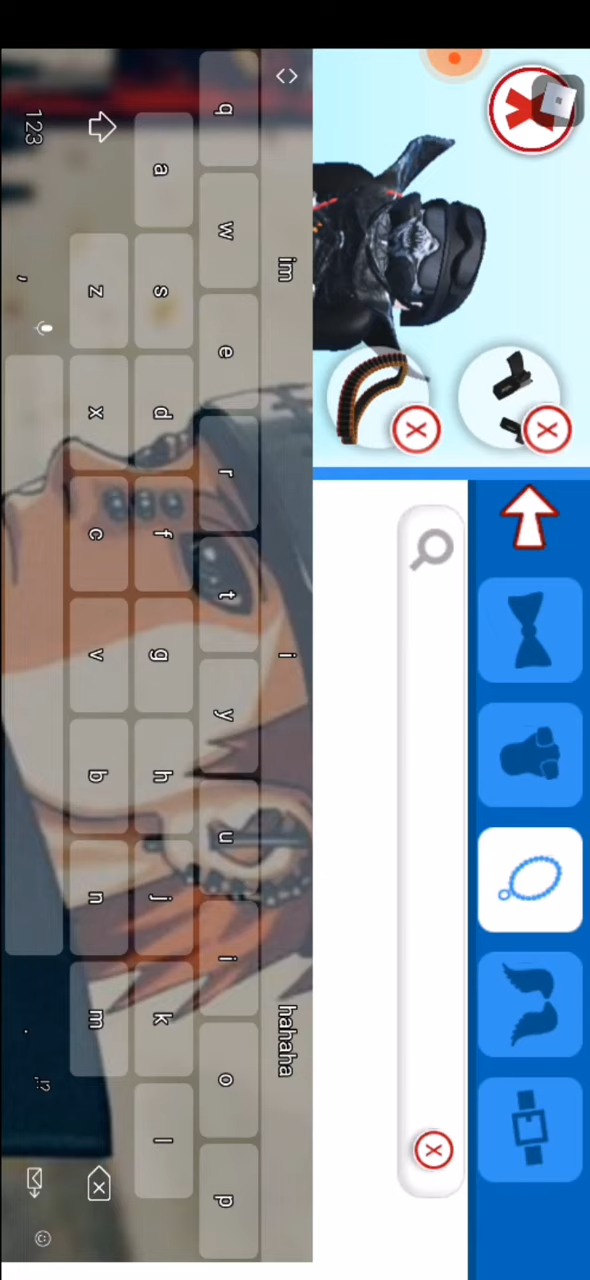 im i hahaha
q w e r t y u i o p
a s d f g h j k l
z x c v b n m
123 , . .!?